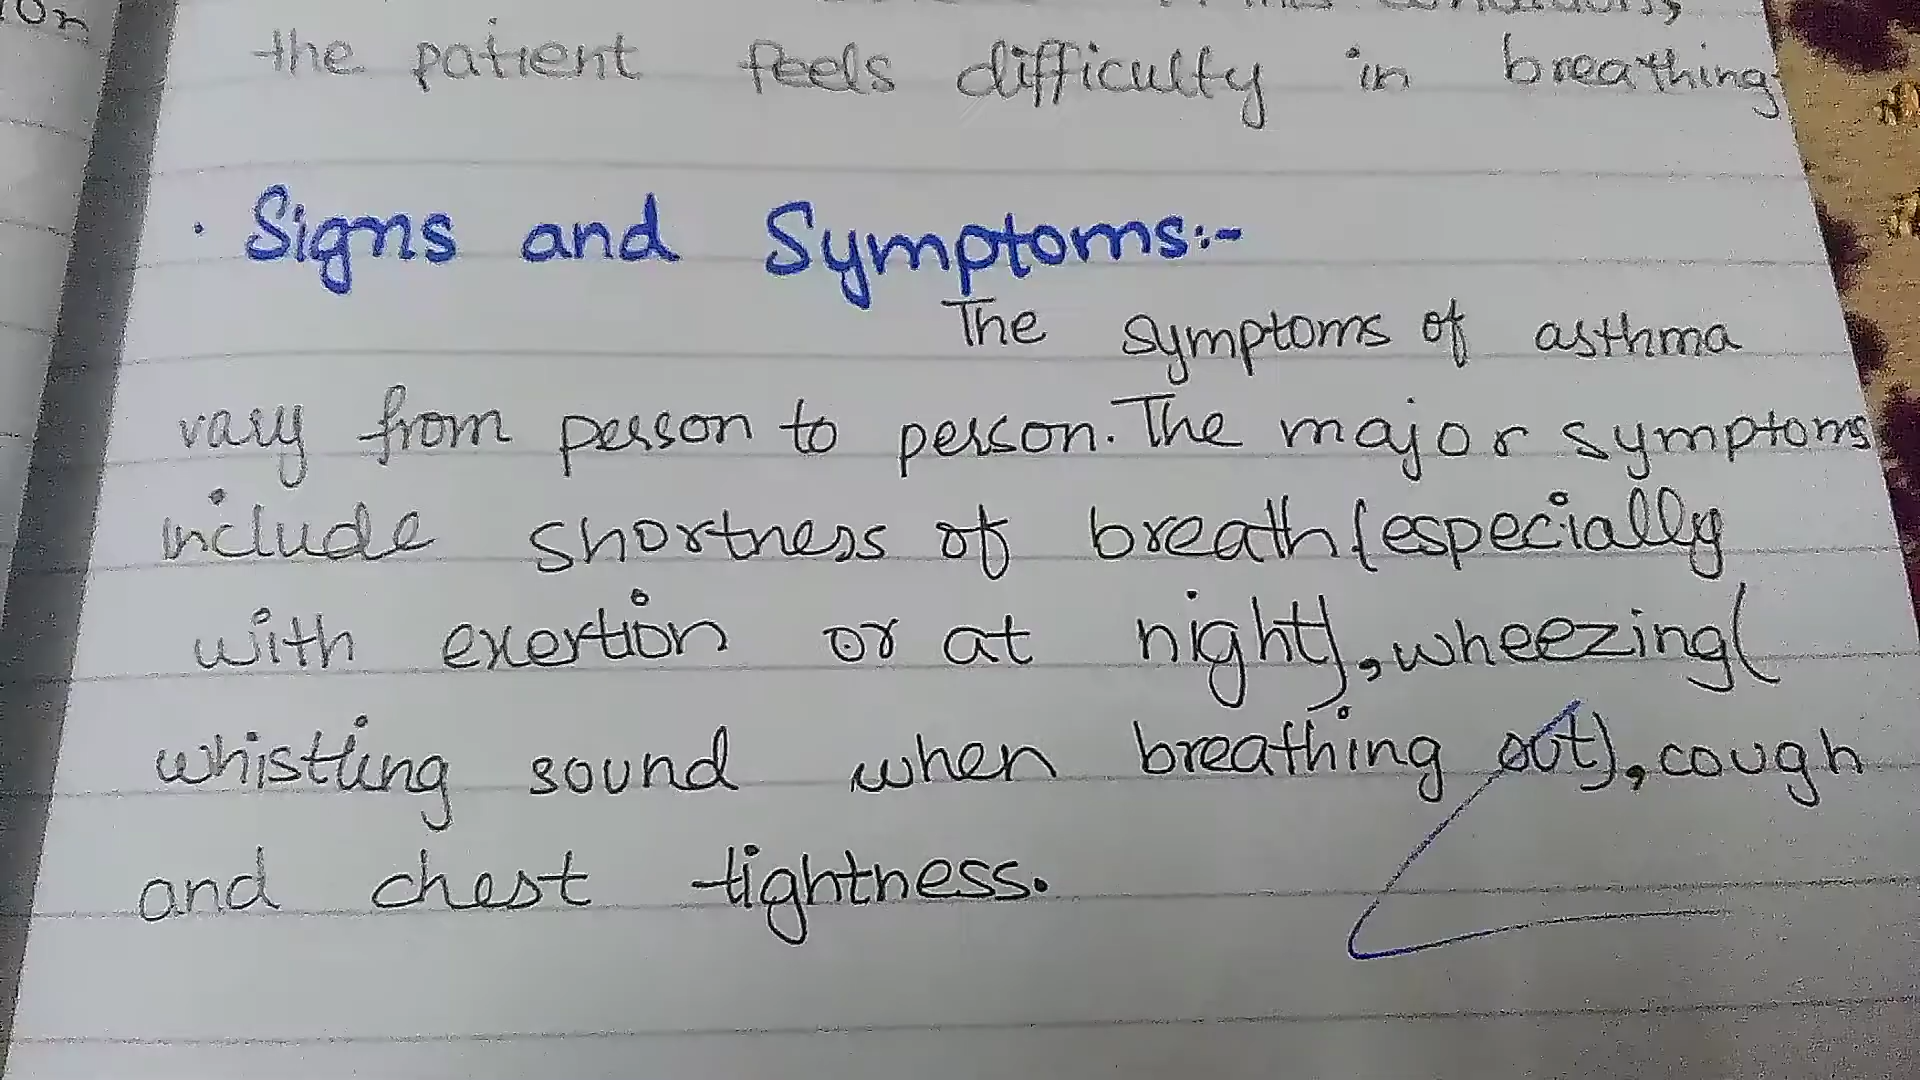 the patient feels difficulty in breathing
. Signs and Symptoms:-
The symptoms of asthma
vary from person to person. The major symptoms
include shortness of breath (especially
with exertion or at night), wheezing(
whistling sound when breathing out), cough
and chest tightness.